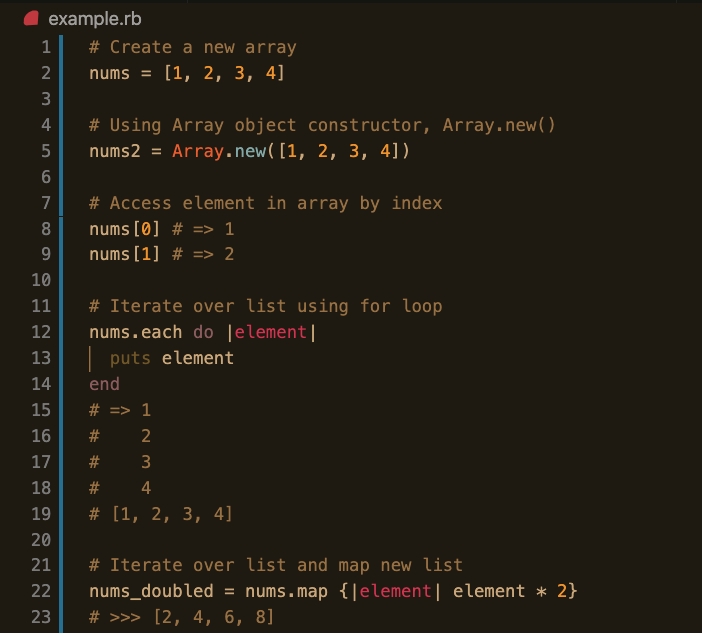 example.rb
1 # Create a new array
2 nums = [1, 2, 3, 4]
3
4 # Using Array object constructor, Array.new()
5 nums2 = Array.new([1, 2, 3, 4])
6
7 # Access element in array by index
8 nums[0] # => 1
9 nums[1] # => 2
10
11 # Iterate over list using for loop
12 nums.each do |element|
13   puts element
14 end
15 # => 1
16 #    2
17 #    3
18 #    4
19 # [1, 2, 3, 4]
20
21 # Iterate over list and map new list
22 nums_doubled = nums.map {|element| element * 2}
23 # >>> [2, 4, 6, 8]